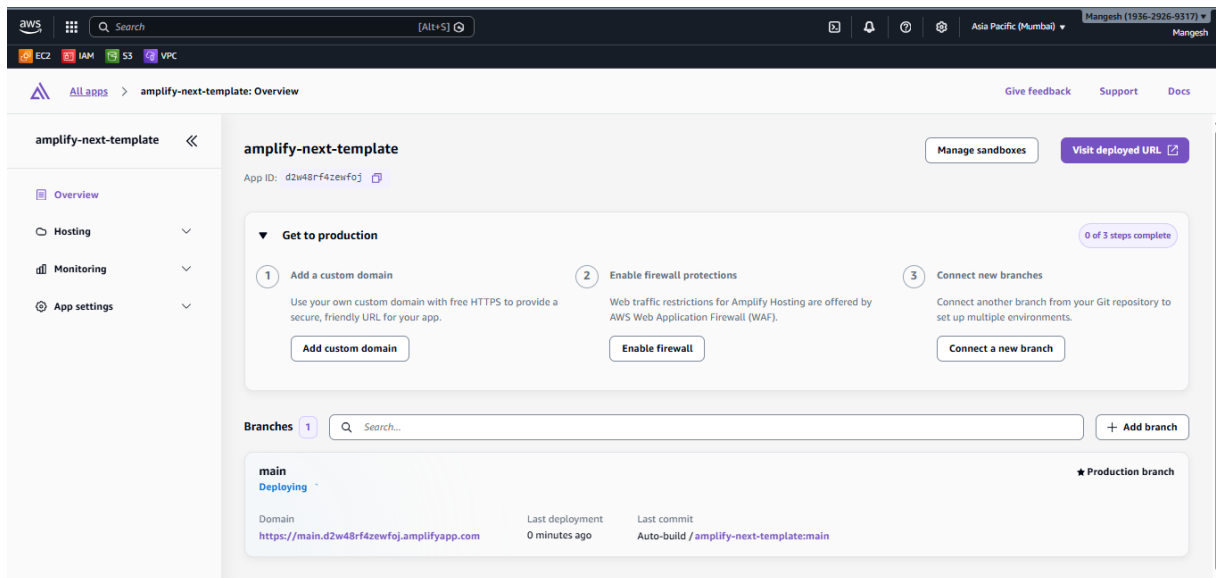 aws
Search
[Alt+S]
Asia Pacific (Mumbai)
Mangesh (1936-2926-9317)
Mangesh
EC2 IAM S3 VPC
All apps > amplify-next-template: Overview
Give feedback Support Docs
amplify-next-template
Overview
Hosting
Monitoring
App settings
amplify-next-template
App ID: d2w48rf4zewfoj
Manage sandboxes
Visit deployed URL
Get to production
0 of 3 steps complete
1 Add a custom domain
Use your own custom domain with free HTTPS to provide a
secure, friendly URL for your app.
Add custom domain
2 Enable firewall protections
Web traffic restrictions for Amplify Hosting are offered by
AWS Web Application Firewall (WAF).
Enable firewall
3 Connect new branches
Connect another branch from your Git repository to
set up multiple environments.
Connect a new branch
Branches 1
Search...
+ Add branch
main
Deploying
★ Production branch
Domain
https://main.d2w48rf4zewfoj.amplifyapp.com
Last deployment
0 minutes ago
Last commit
Auto-build / amplify-next-template:main